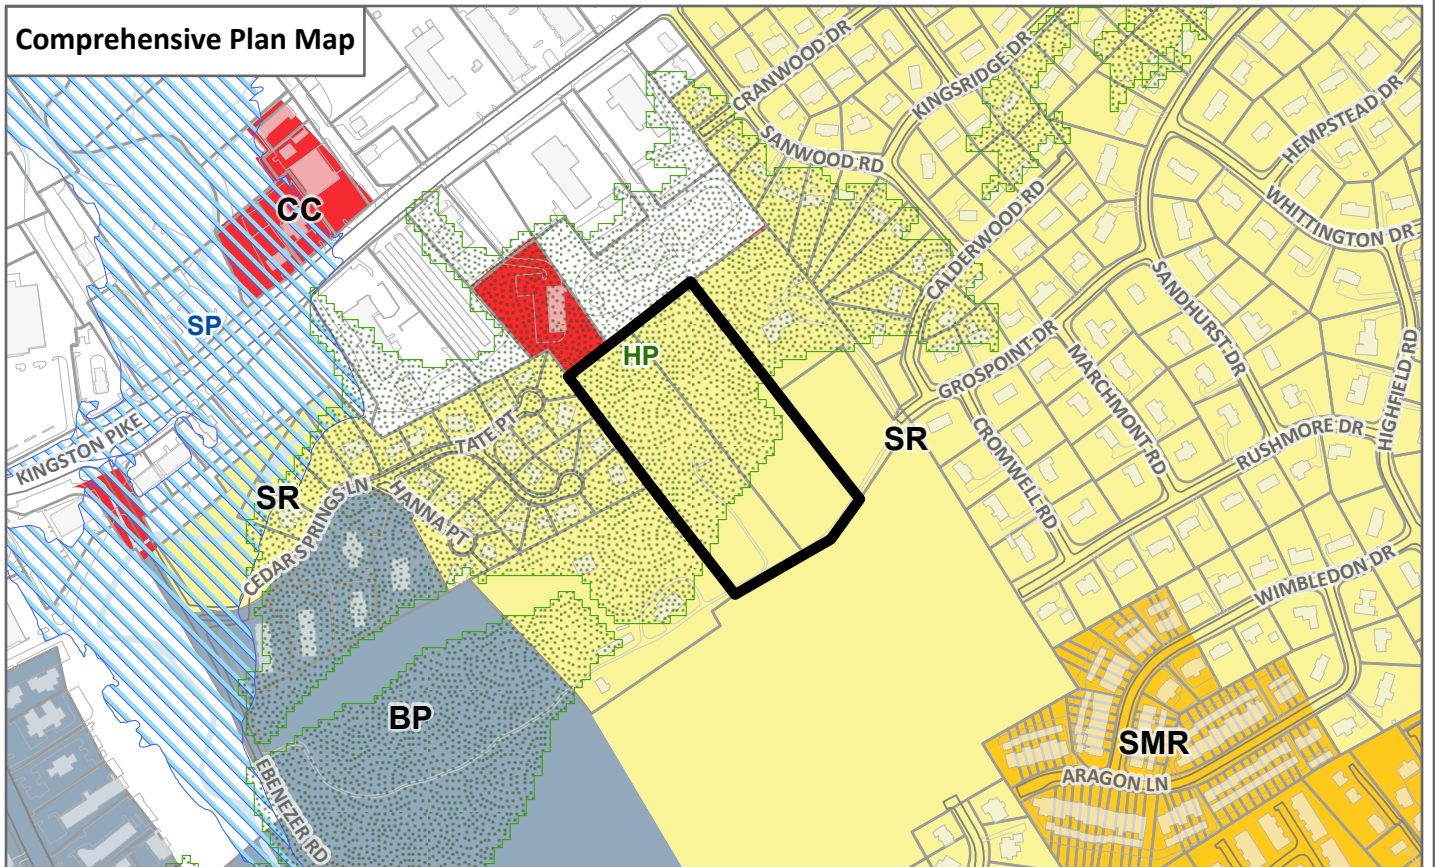 Comprehensive Plan Map
CRANWOOD DR
KINGSRIDGE DR
HEMPSTEAD DR
SANWOOD RD
CC
CALDERWOOD RD
WHITTINGTON DR
SANDHURST DR
SP
HP
GROSPOINT DR
MARCHMONT RD
HIGHFIELD RD
KINGSTON PIKE
TATE PT
SR
CROMWELL RD
RUSHMORE DR
SR
HANNA PT
CEDAR SPRINGS LN
WIMBLEDON DR
BP
SMR
ARAGON LN
EBENEZER RD